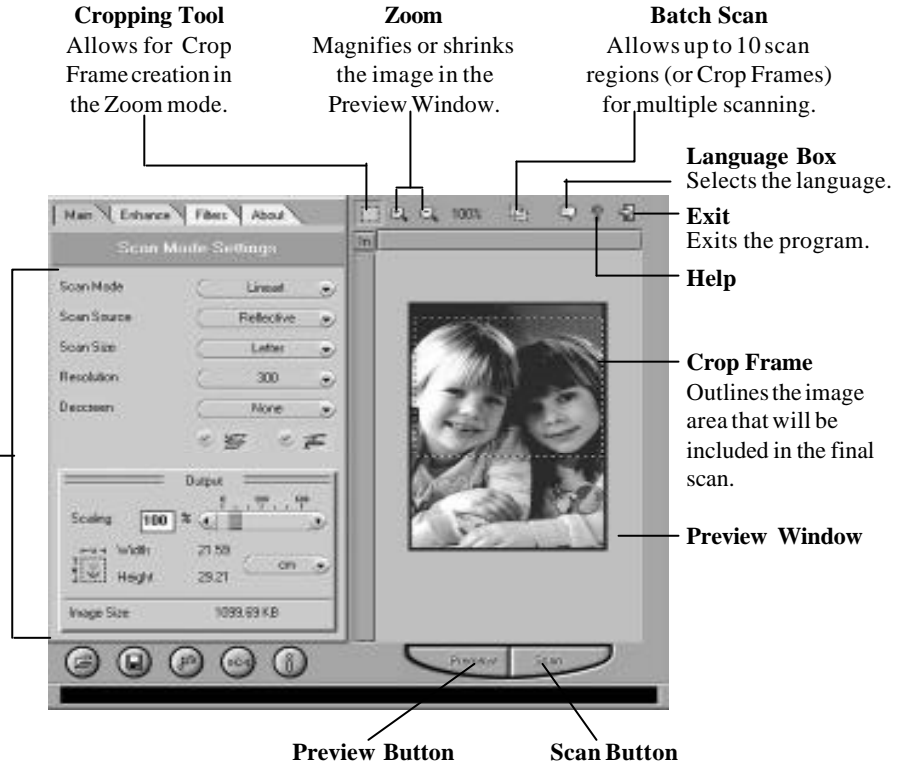 Cropping Tool
Allows for Crop
Frame creation in
the Zoom mode.
Zoom
Magnifies or shrinks
the image in the
Preview Window.
Batch Scan
Allows up to 10 scan
regions (or Crop Frames)
for multiple scanning.
Language Box
Selects the language.
Exit
Exits the program.
Help
Crop Frame
Outlines the image
area that will be
included in the final
scan.
Preview Window
Main Enhance Filters About
100%
Scan Mode Settings
In
Scan Mode Lineart
Scan Source Reflective
Scan Size Letter
Resolution 300
Descreen None
Output
Scaling 100 %
Width 21.59
Height 29.21
cm
Image Size 1099.69 KB
Preview Scan
Preview Button
Scan Button